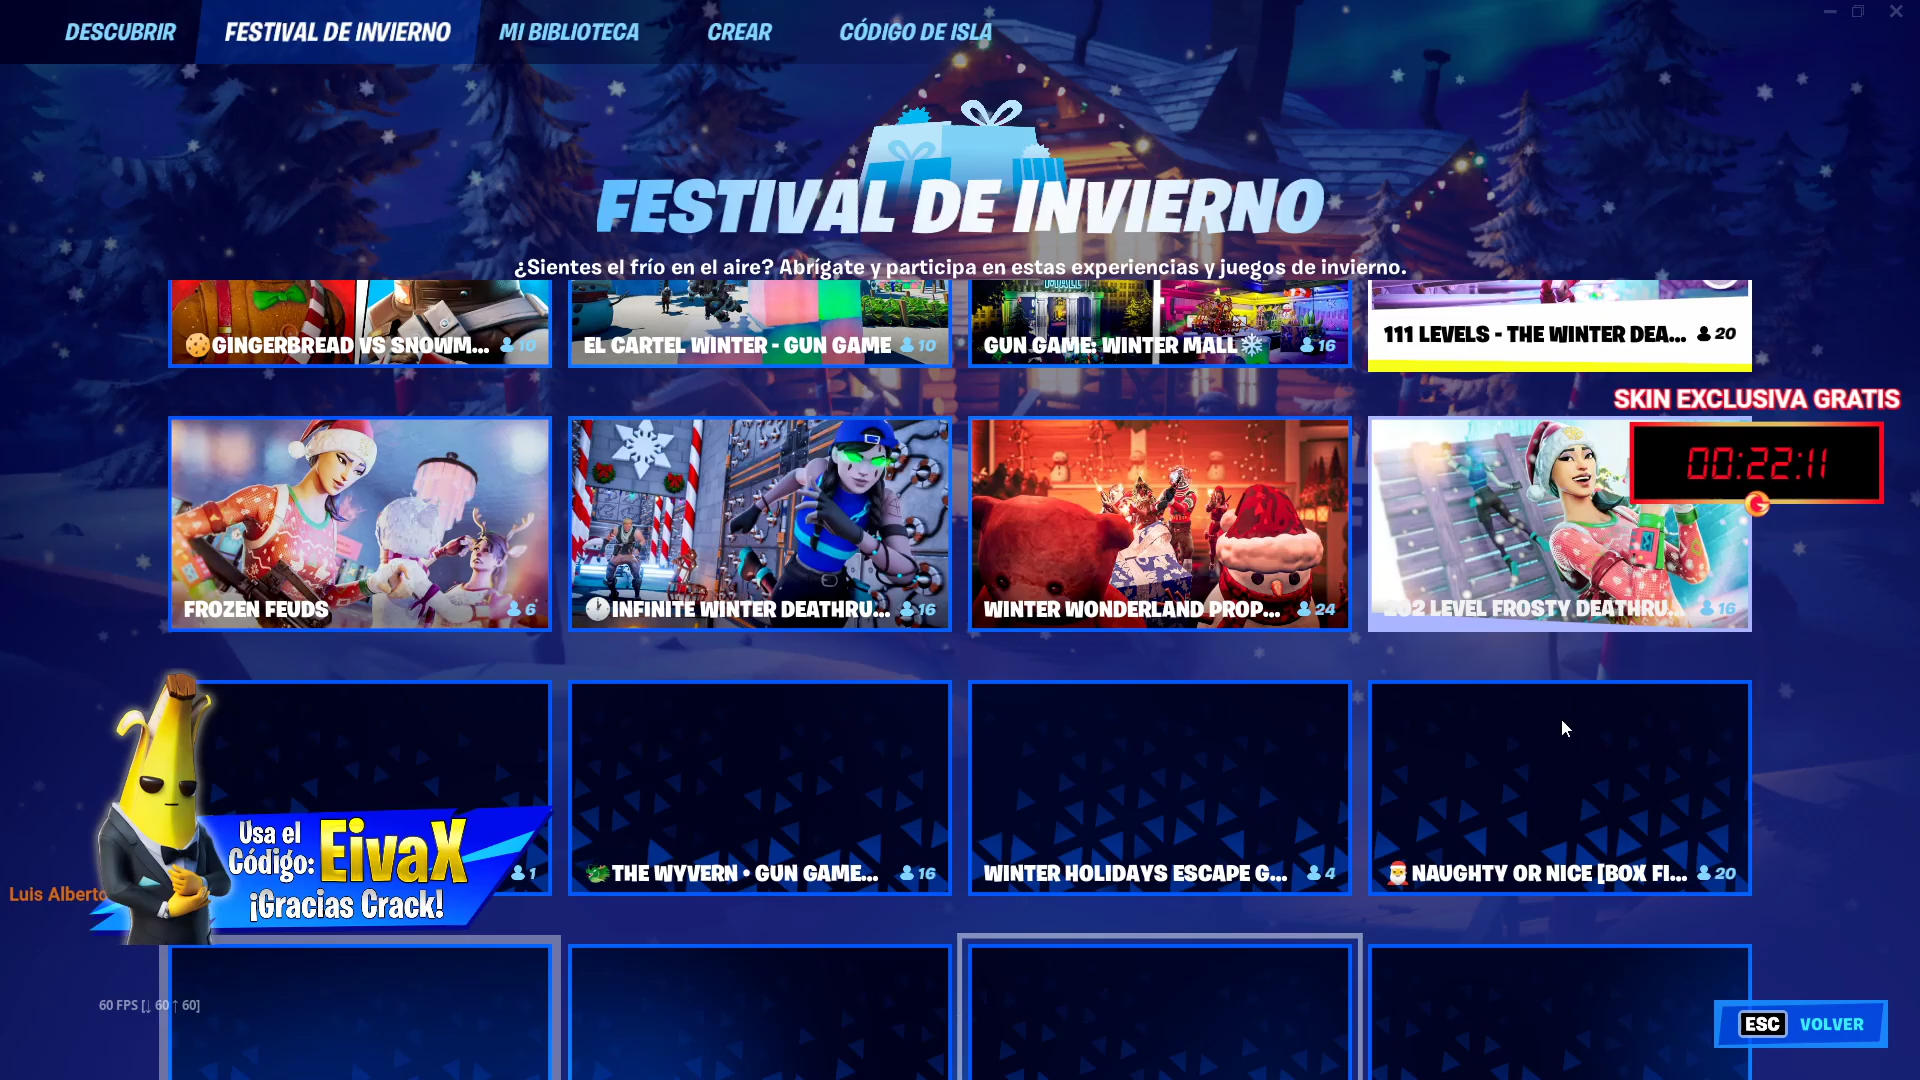 DESCUBRIR
FESTIVAL DE INVIERNO
MI BIBLIOTECA
CREAR
CÓDIGO DE ISLA
FESTIVAL DE INVIERNO
¿Sientes el frío en el aire? Abrígate y participa en estas experiencias y juegos de invierno.
GINGERBREAD VS SNOWM... 10
EL CARTEL WINTER - GUN GAME 10
GUN GAME: WINTER MALL❄ 16
111 LEVELS - THE WINTER DEA... 20
SKIN EXCLUSIVA GRATIS
00:22:11
FROZEN FEUDS 6
INFINITE WINTER DEATHRU... 16
WINTER WONDERLAND PROP... 24
202 LEVEL FROSTY DEATHRU... 16
Usa el
Código: EivaX
¡Gracias Crack!
1
THE WYVERN • GUN GAME... 16
WINTER HOLIDAYS ESCAPE G... 4
NAUGHTY OR NICE [BOX FI... 20
Luis Alberto
60 FPS [↓ 60 ↑ 60]
ESC VOLVER